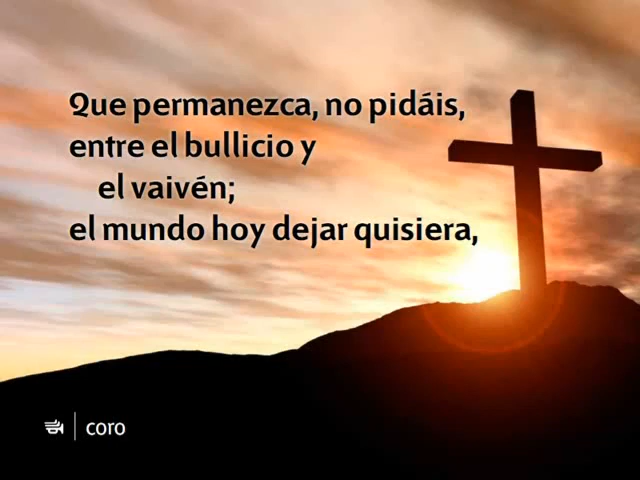 Que permanezca, no pidáis,
entre el bullicio y
el vaivén;
el mundo hoy dejar quisiera,
coro